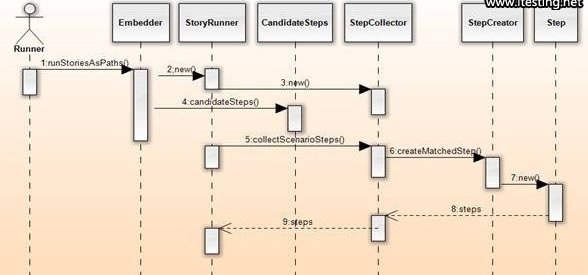 www.itesting.net
Runner
Embedder
StoryRunner
CandidateSteps
StepCollector
StepCreator
Step
1:runStoriesAsPaths()
2:new()
3:new()
4:candidateSteps()
5:collectScenarioSteps()
6:createMatchedStep()
7:new()
8:steps
9:steps